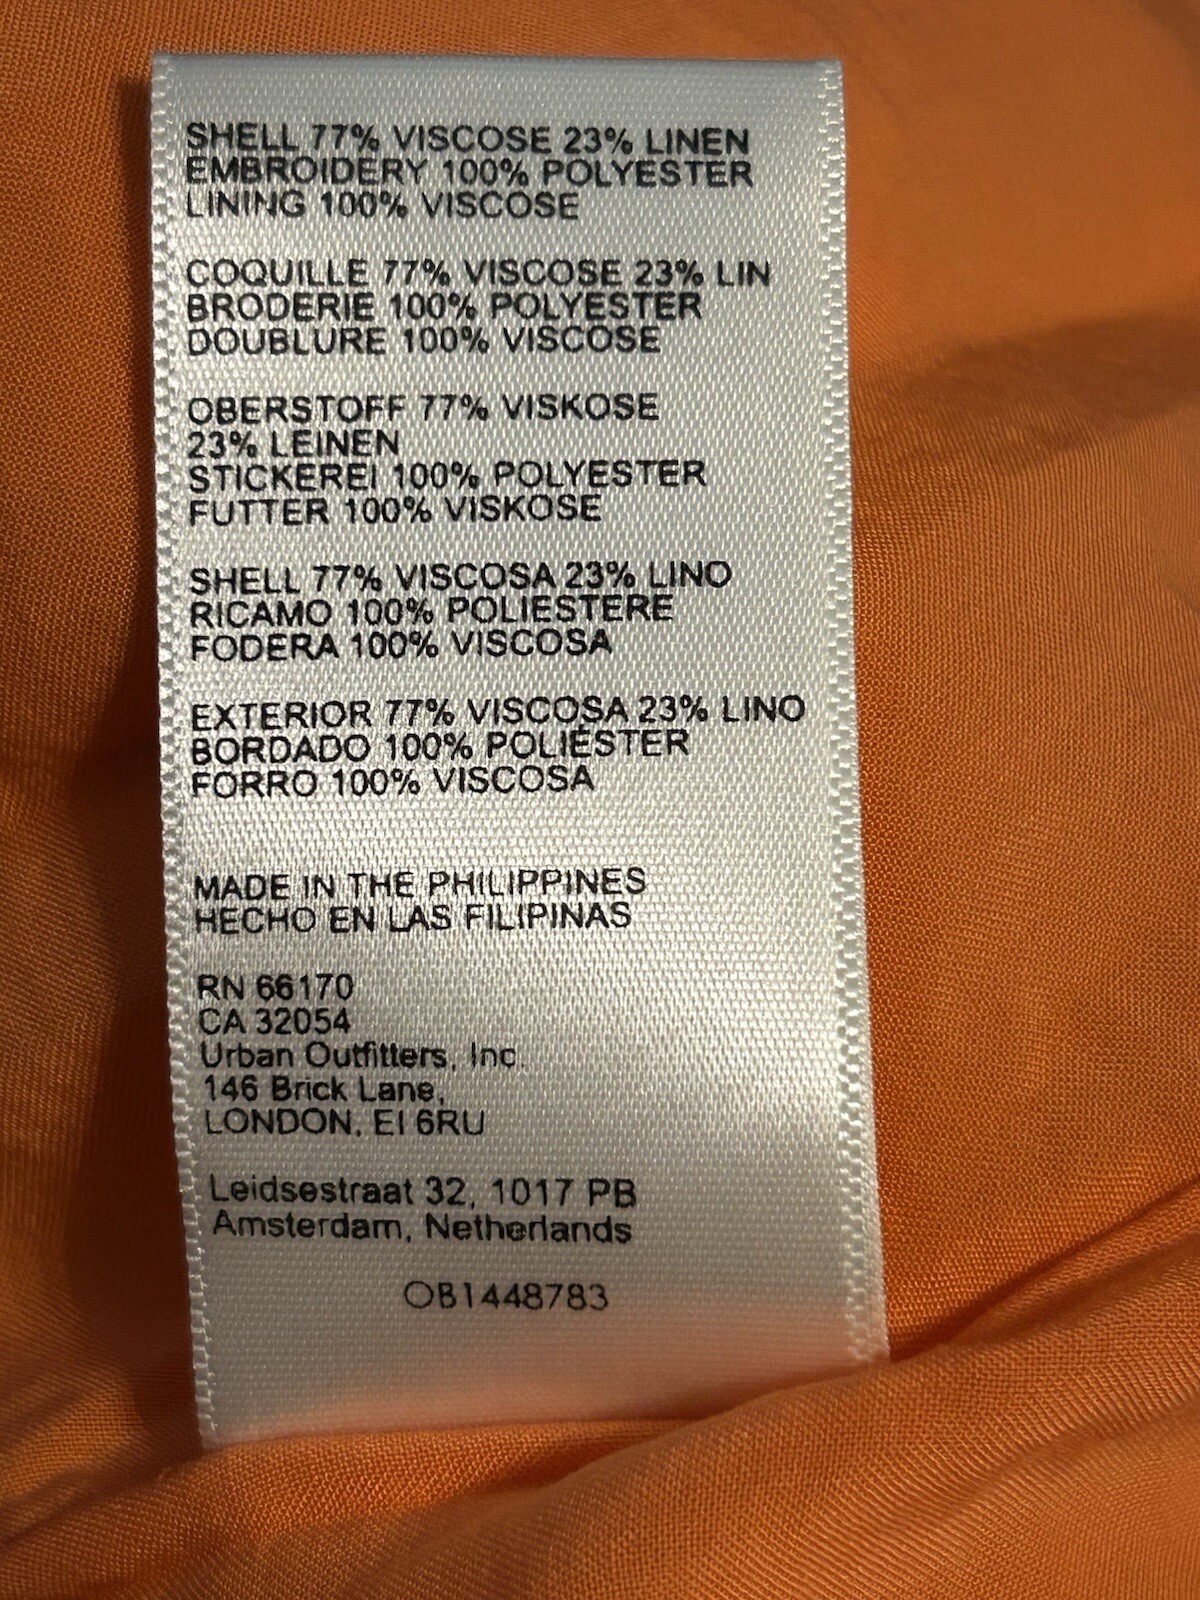 SHELL 77% VISCOSE 23% LINEN
EMBROIDERY 100% POLYESTER
LINING 100% VISCOSE
COQUILLE 77% VISCOSE 23% LIN
BRODERIE 100% POLYESTER
DOUBLURE 100% VISCOSE
OBERSTOFF 77% VISKOSE
23% LEINEN
STICKEREI 100% POLYESTER
FUTTER 100% VISKOSE
SHELL 77% VISCOSA 23% LINO
RICAMO 100% POLIESTERE
FODERA 100% VISCOSA
EXTERIOR 77% VISCOSA 23% LINO
BORDADO 100% POLIÉSTER
FORRO 100% VISCOSA
MADE IN THE PHILIPPINES
HECHO EN LAS FILIPINAS
RN 66170
CA 32054
Urban Outfitters, Inc.
146 Brick Lane,
LONDON, EI 6RU
Leidsestraat 32, 1017 PB
Amsterdam, Netherlands
OB1448783